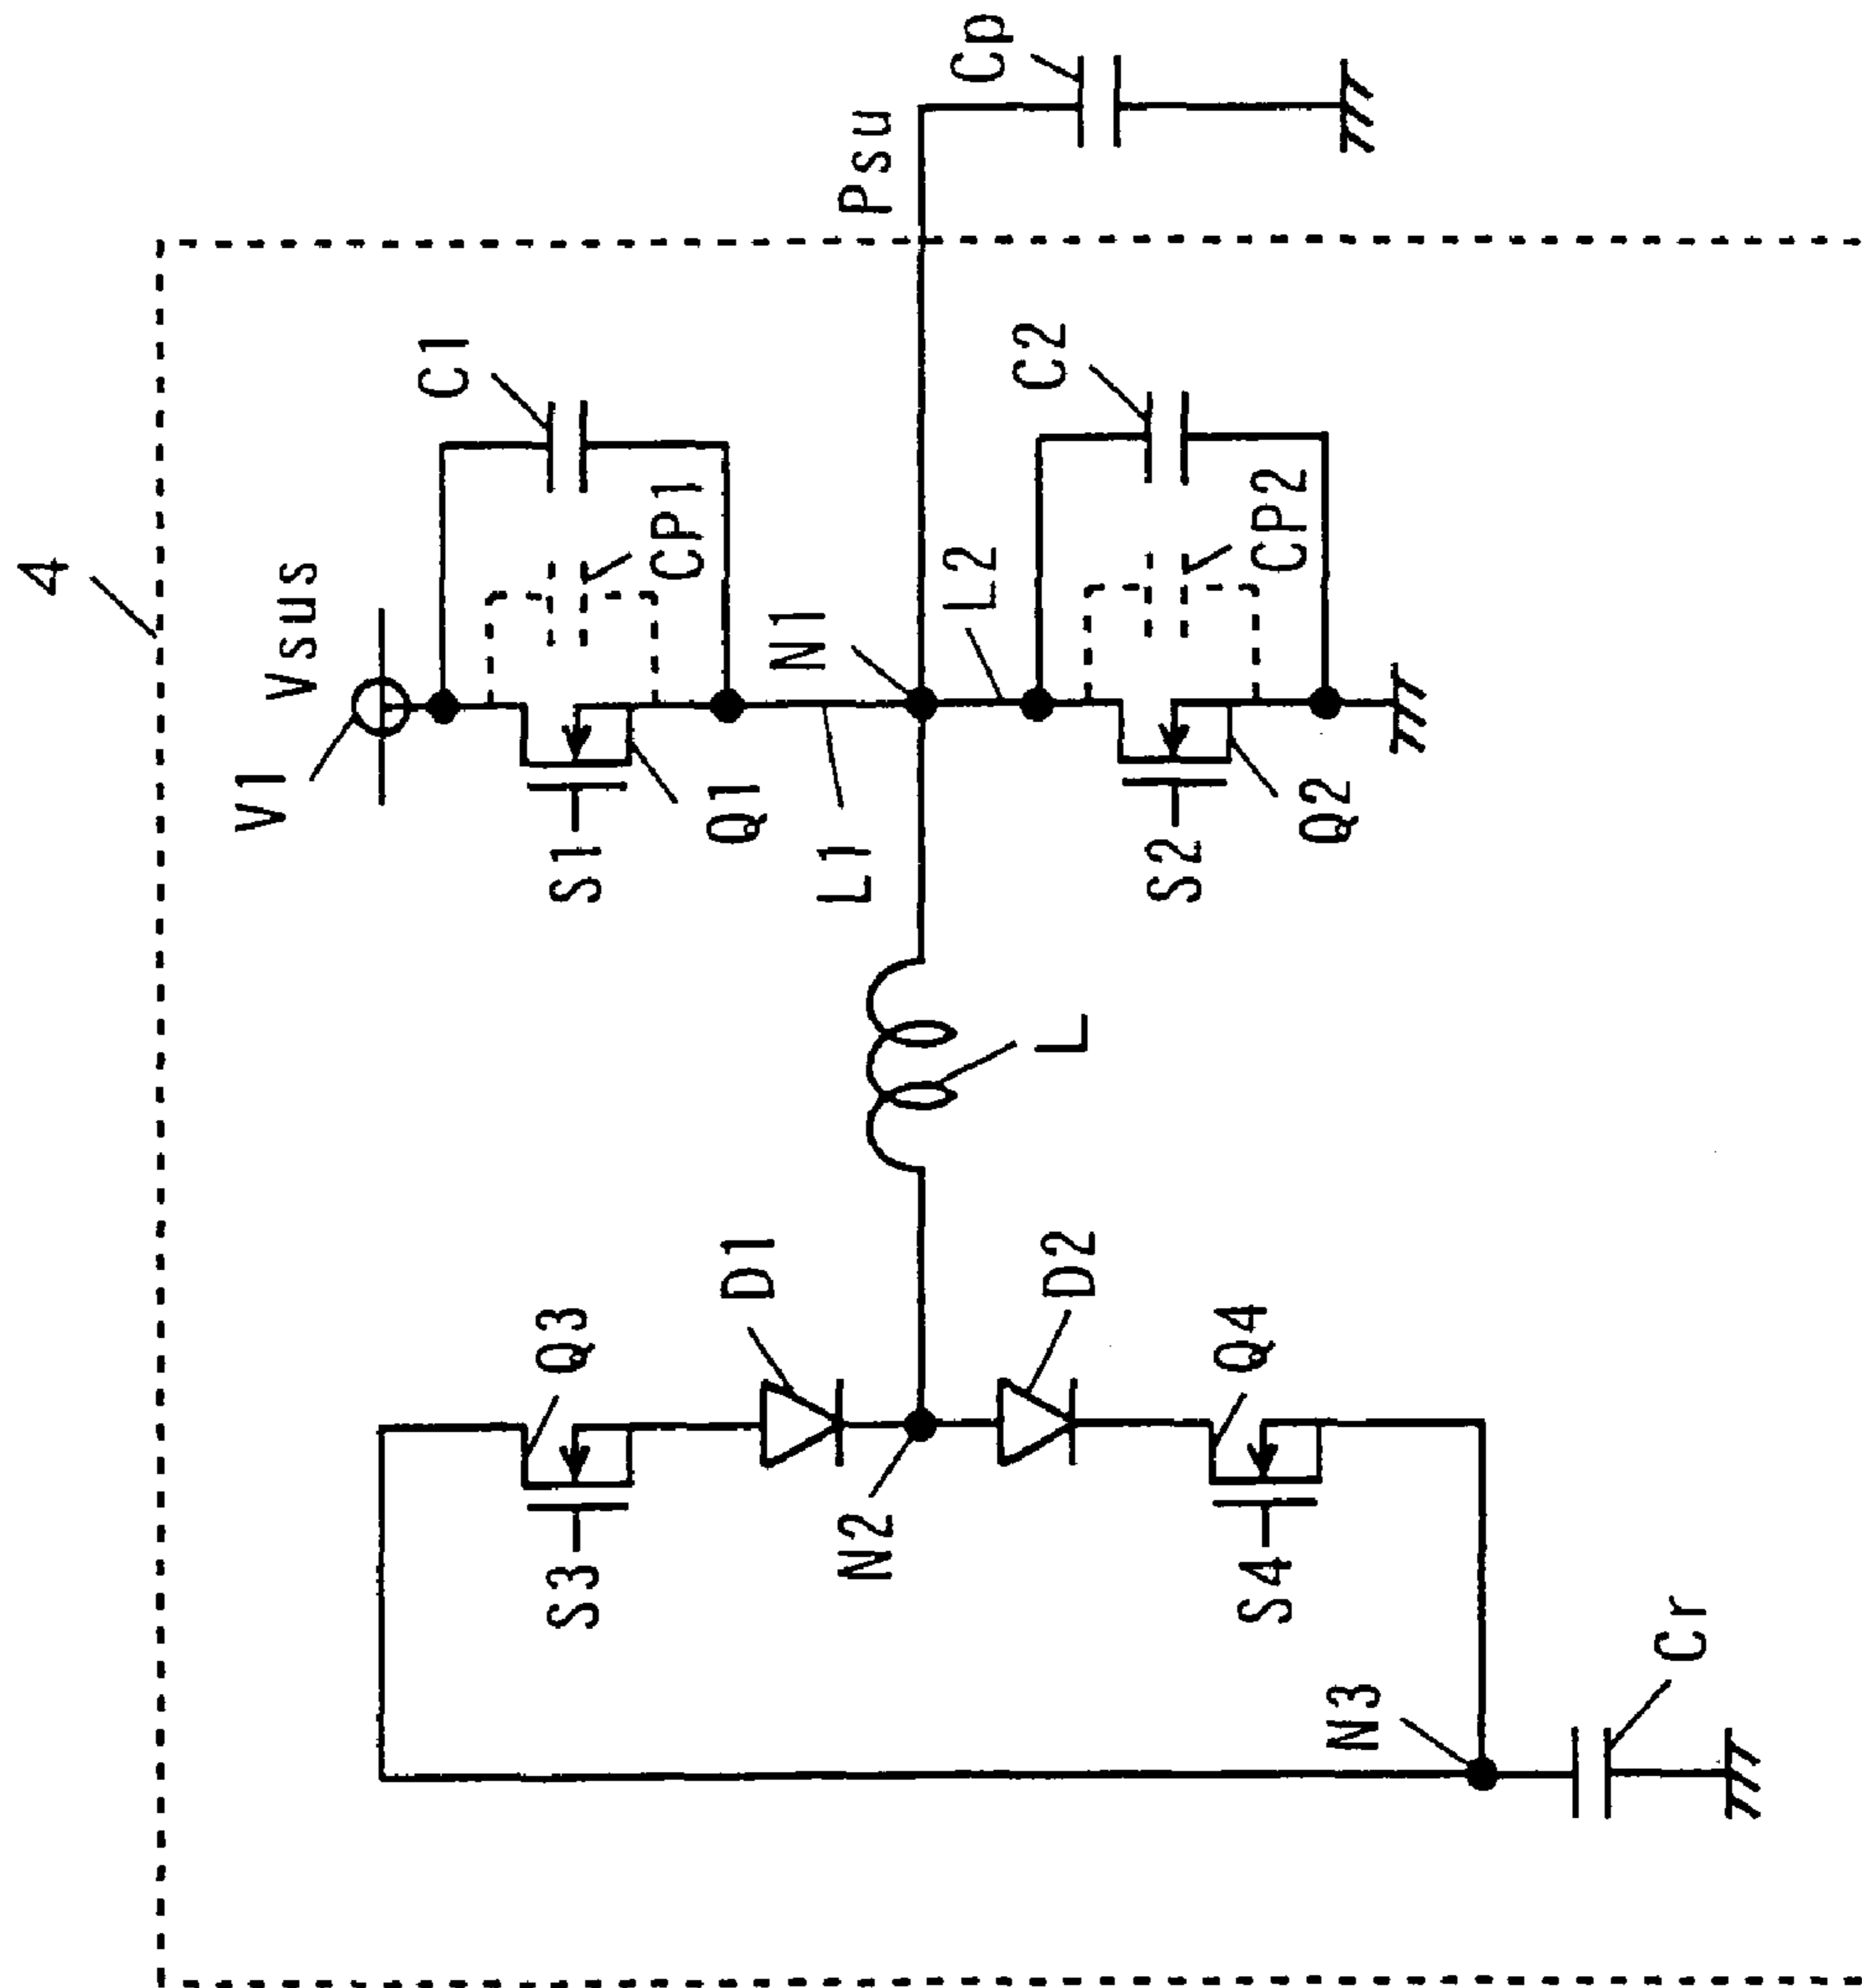 4
V1
Vsus
C1
S1
Q1
CP1
L1
N1
Psu
Cp
L2
C2
CP2
S2
Q2
L
Q3
S3
D1
N2
D2
Q4
S4
N3
Cr